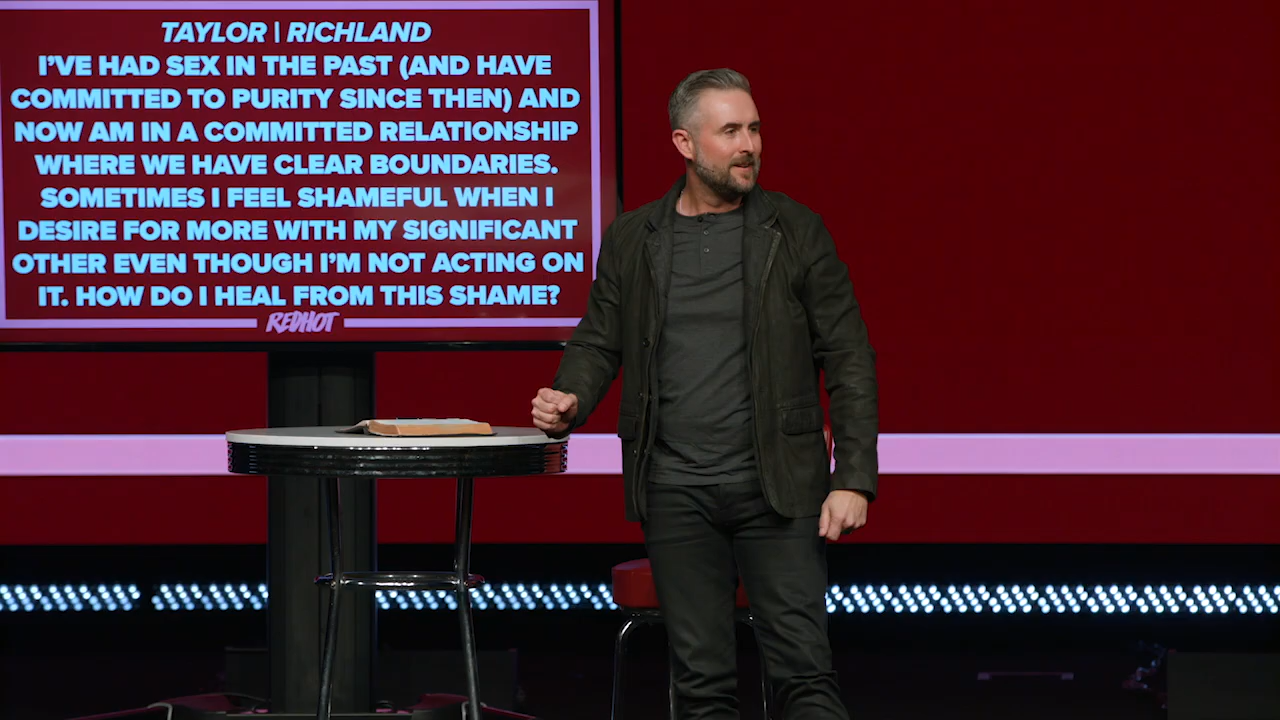 TAYLOR | RICHLAND
I'VE HAD SEX IN THE PAST (AND HAVE
COMMITTED TO PURITY SINCE THEN) AND
NOW AM IN A COMMITTED RELATIONSHIP
WHERE WE HAVE CLEAR BOUNDARIES.
SOMETIMES I FEEL SHAMEFUL WHEN I
DESIRE FOR MORE WITH MY SIGNIFICANT
OTHER EVEN THOUGH I'M NOT ACTING ON
IT. HOW DO I HEAL FROM THIS SHAME?
REDHOT